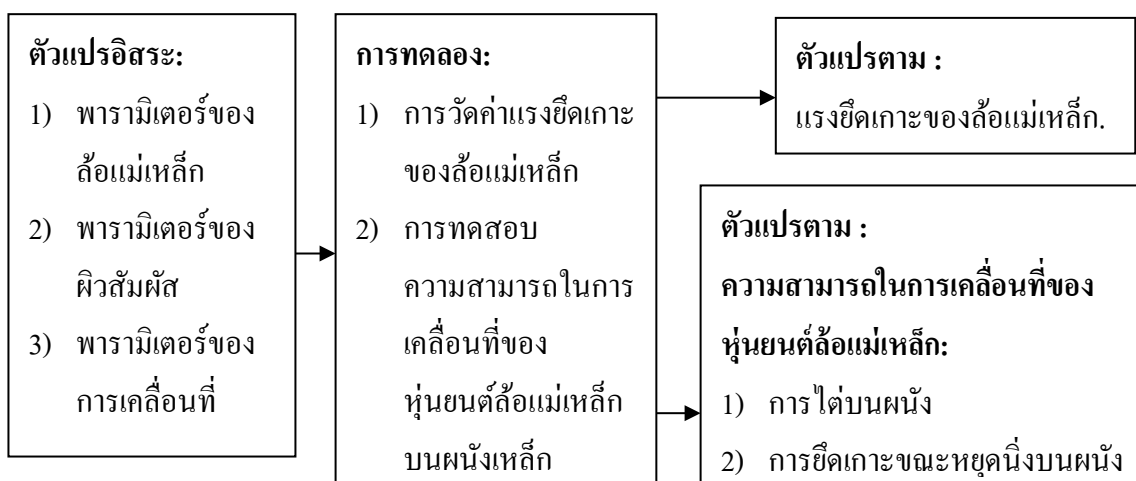 ตัวแปรอิสระ:
1) พารามิเตอร์ของ
ล้อแม่เหล็ก
2) พารามิเตอร์ของ
ผิวสัมผัส
3) พารามิเตอร์ของ
การเคลื่อนที่
การทดลอง:
1) การวัดค่าแรงยึดเกาะ
ของล้อแม่เหล็ก
2) การทดสอบ
ความสามารถในการ
เคลื่อนที่ของ
หุ่นยนต์ล้อแม่เหล็ก
บนผนังเหล็ก
ตัวแปรตาม :
แรงยึดเกาะของล้อแม่เหล็ก.
ตัวแปรตาม :
ความสามารถในการเคลื่อนที่ของ
หุ่นยนต์ล้อแม่เหล็ก:
1) การไต่บนผนัง
2) การยึดเกาะขณะหยุดนิ่งบนผนัง